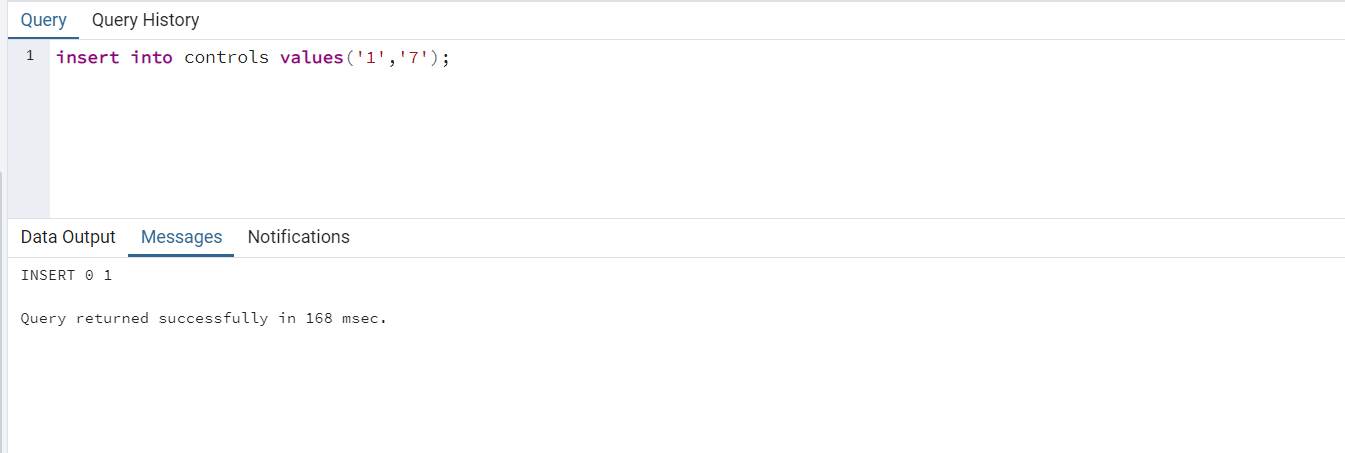 Query Query History
1 insert into controls values('1','7');
Data Output Messages Notifications
INSERT 0 1
Query returned successfully in 168 msec.